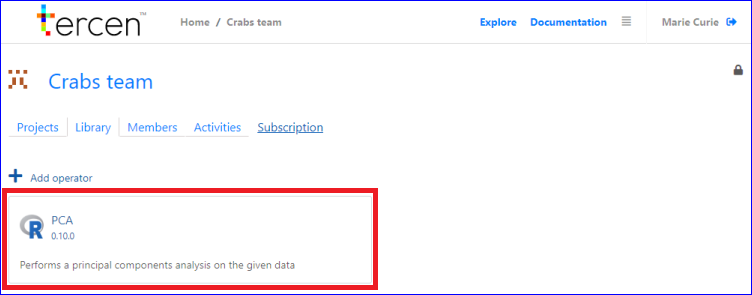 tercen™
Home / Crabs team
Explore Documentation
Marie Curie
Crabs team
Projects Library Members Activities Subscription
+ Add operator
R
PCA
0.10.0
Performs a principal components analysis on the given data